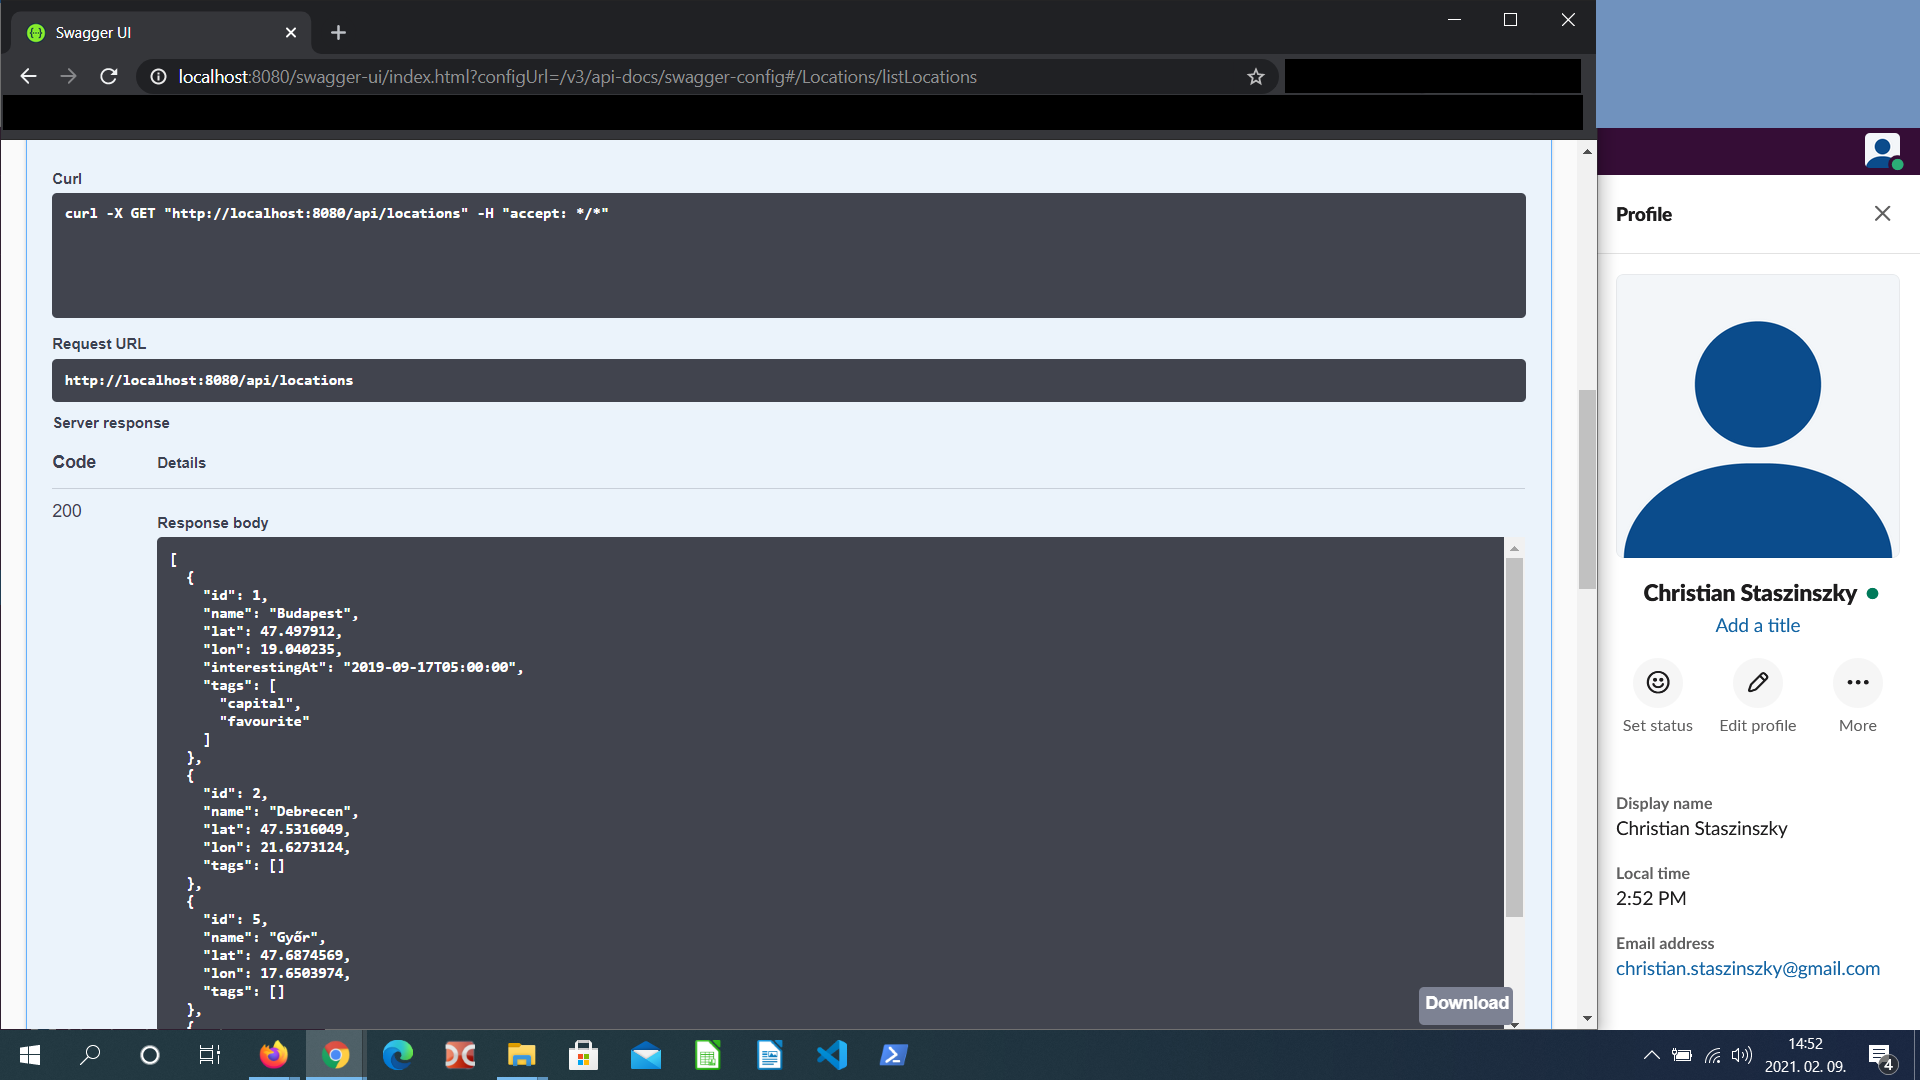 Swagger UI
localhost:8080/swagger-ui/index.html?configUrl=/v3/api-docs/swagger-config#/Locations/listLocations
Curl
curl -X GET "http://localhost:8080/api/locations" -H "accept: */*"
Request URL
http://localhost:8080/api/locations
Server response
Code Details
200
Response body
[
  {
    "id": 1,
    "name": "Budapest",
    "lat": 47.497912,
    "lon": 19.040235,
    "interestingAt": "2019-09-17T05:00:00",
    "tags": [
      "capital",
      "favourite"
    ]
  },
  {
    "id": 2,
    "name": "Debrecen",
    "lat": 47.5316049,
    "lon": 21.6273124,
    "tags": []
  },
  {
    "id": 5,
    "name": "Győr",
    "lat": 47.6874569,
    "lon": 17.6503974,
    "tags": []
  },
  {
Download
Profile
Christian Staszinszky
Add a title
Set status Edit profile More
Display name
Christian Staszinszky
Local time
2:52 PM
Email address
christian.staszinszky@gmail.com
14:52
2021. 02. 09.
4